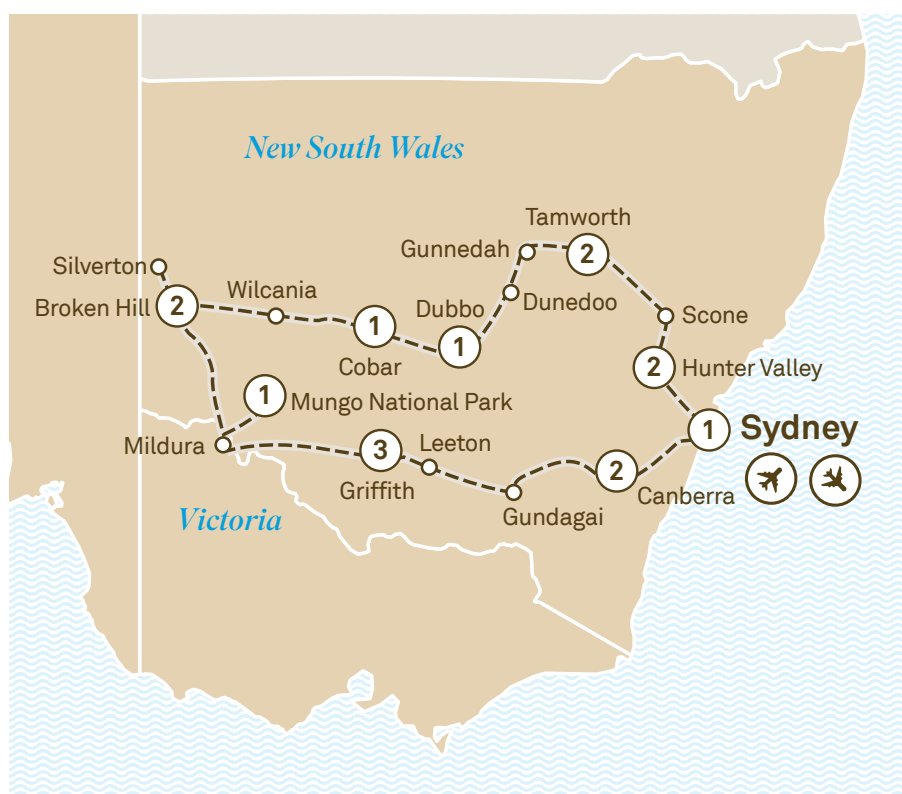 New South Wales
Tamworth
2
Gunnedah
Silverton
Dunedoo
Wilcania
Broken Hill
2
Dubbo
1
1
Cobar
Scone
2
Hunter Valley
1
Mungo National Park
1
Sydney
Mildura
3
Leeton
Griffith
2
Canberra
Gundagai
Victoria